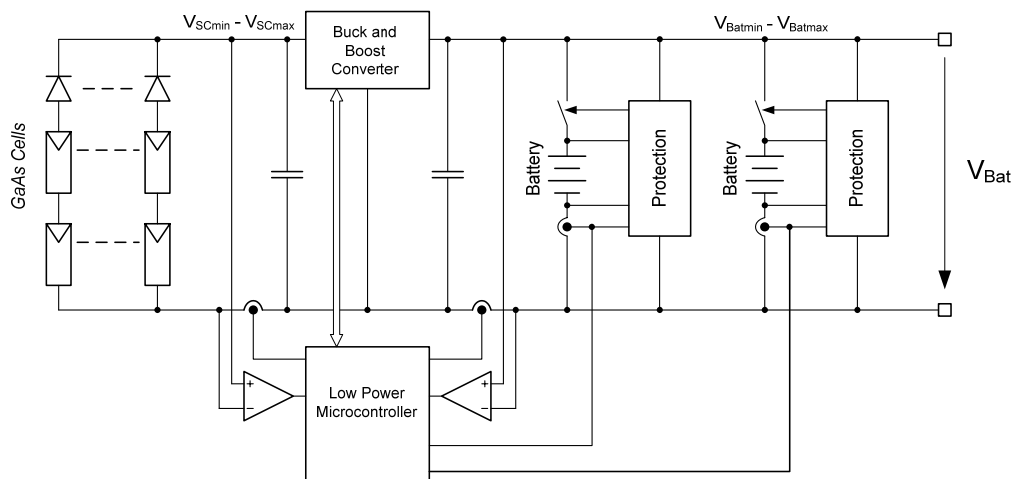 V_SCmin - V_SCmax
Buck and
Boost
Converter
V_Batmin - V_Batmax
GaAs Cells
Battery
Protection
Battery
Protection
V_Bat
+
−
Low Power
Microcontroller
+
−